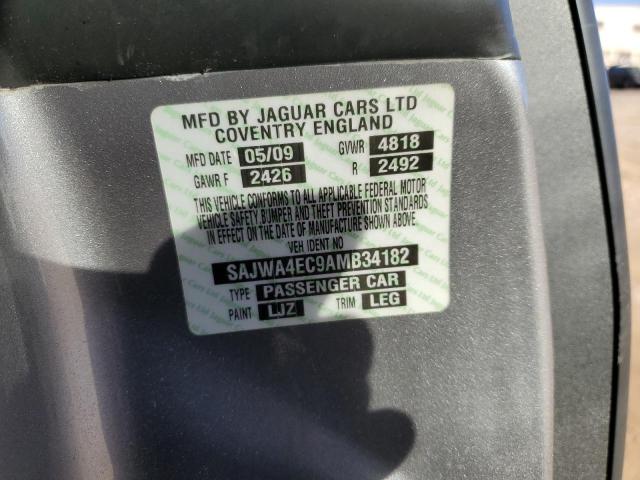 MFD BY JAGUAR CARS LTD
COVENTRY ENGLAND
MFD DATE 05/09 GVWR 4818
GAWR F 2426 R 2492
THIS VEHICLE CONFORMS TO ALL APPLICABLE FEDERAL MOTOR
VEHICLE SAFETY BUMPER AND THEFT PREVENTION STANDARDS
IN EFFECT ON THE DATE OF MANUFACTURE SHOWN ABOVE.
VEH IDENT NO
SAJWA4EC9AMB34182
TYPE PASSENGER CAR
PAINT LJZ TRIM LEG